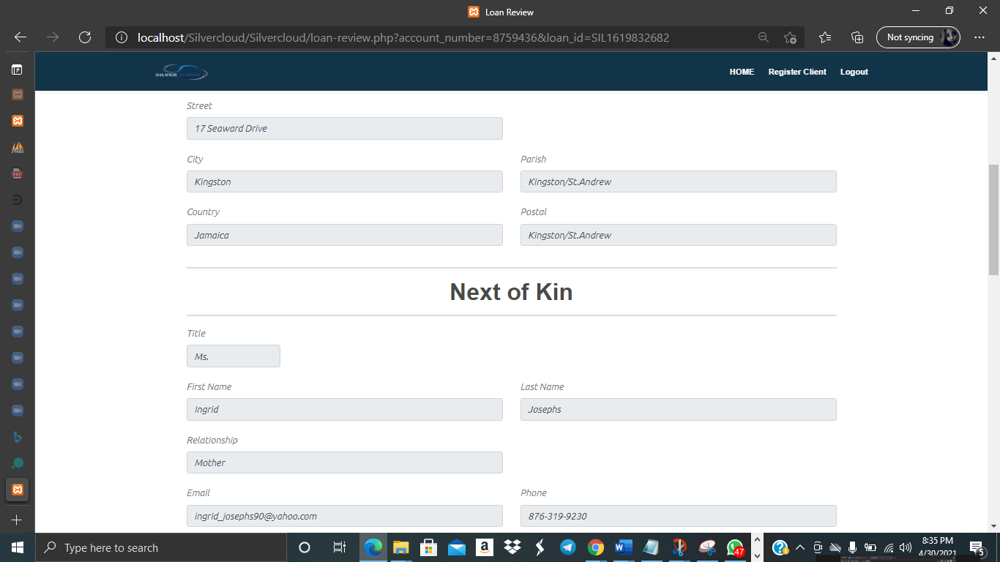 Loan Review
localhost/Silvercloud/Silvercloud/loan-review.php?account_number=8759436&loan_id=SIL1619832682
Not syncing
SILVER CLOUD
HOME Register Client Logout
Street
17 Seaward Drive
City Parish
Kingston Kingston/St.Andrew
Country Postal
Jamaica Kingston/St.Andrew
Next of Kin
Title
Ms.
First Name Last Name
Ingrid Josephs
Relationship
Mother
Email Phone
ingrid_josephs90@yahoo.com 876-319-9230
Type here to search
47
8:35 PM
4/30/2021
5